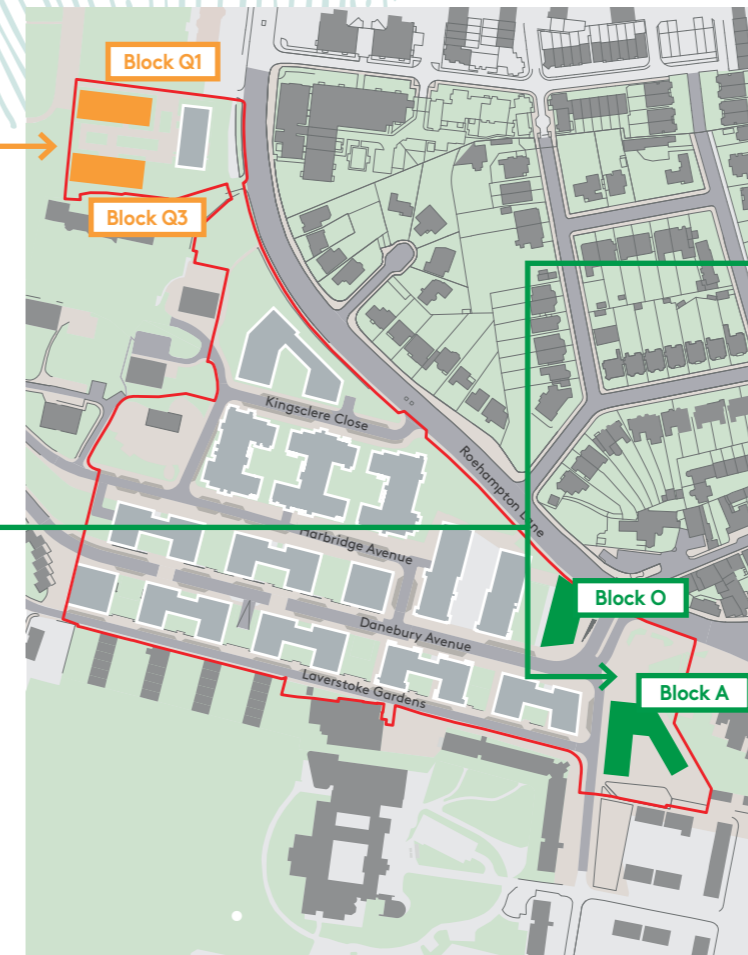 Block Q1
Block Q3
Kingsclere Close
Roehampton Lane
Harbridge Avenue
Block O
Danebury Avenue
Block A
Laverstoke Gardens